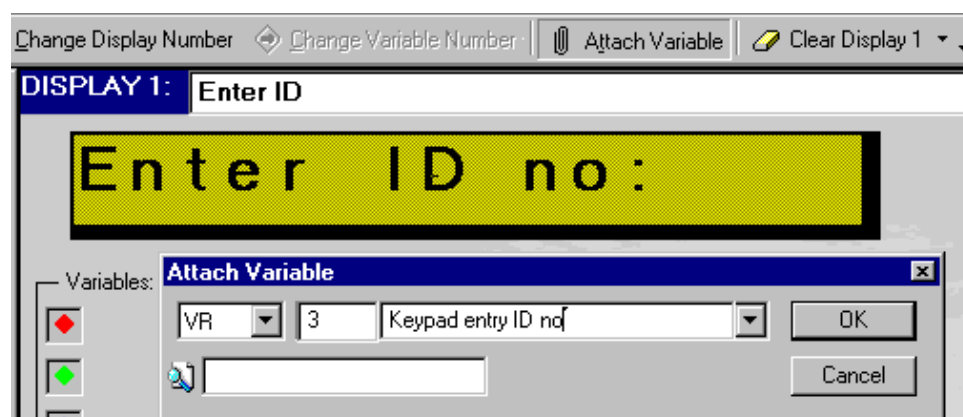 Change Display Number Change Variable Number Attach Variable Clear Display 1
DISPLAY 1: Enter ID
Enter ID no:
Variables:
Attach Variable
VR 3 Keypad entry ID no OK
Cancel